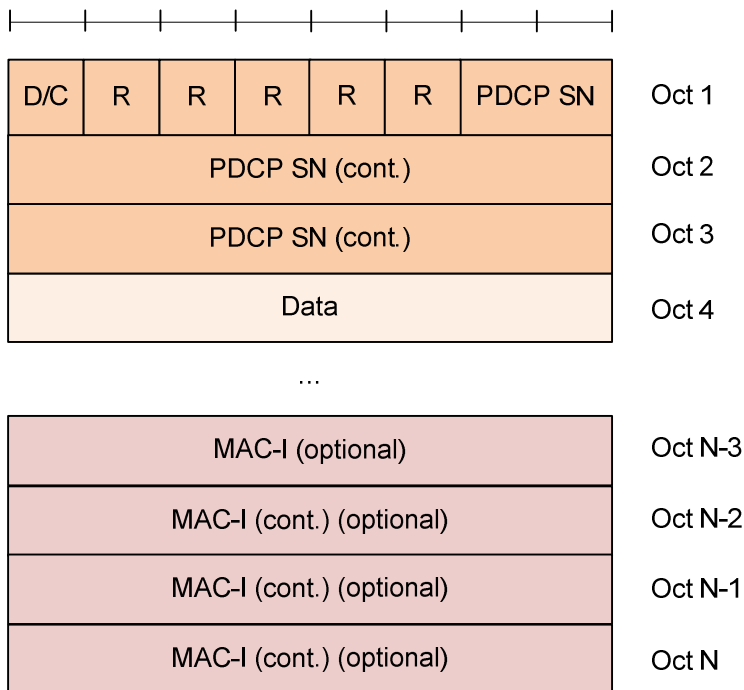 D/C R R R R R PDCP SN Oct 1
PDCP SN (cont.) Oct 2
PDCP SN (cont.) Oct 3
Data Oct 4
...
MAC-I (optional) Oct N-3
MAC-I (cont.) (optional) Oct N-2
MAC-I (cont.) (optional) Oct N-1
MAC-I (cont.) (optional) Oct N